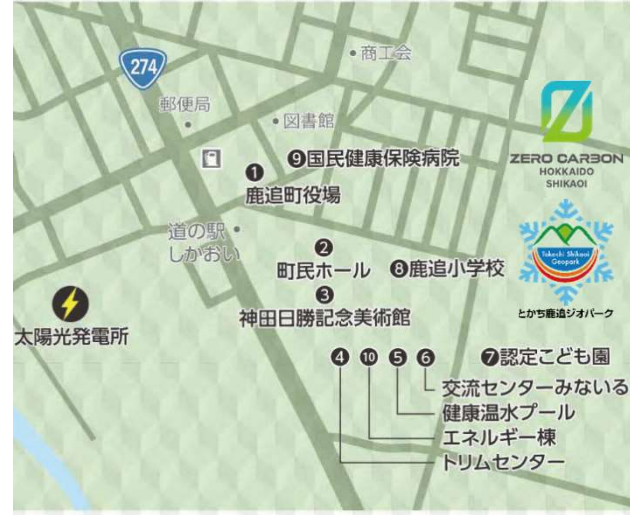 274
・商工会
郵便局
・図書館
❾国民健康保険病院
❶
鹿追町役場
道の駅・
しかおい
❷
町民ホール
❽鹿追小学校
❸
神田日勝記念美術館
太陽光発電所
❹ ❿ ❺ ❻
❼認定こども園
交流センターみないる
健康温水プール
エネルギー棟
トリムセンター
ZERO CARBON
HOKKAIDO
SHIKAOI
Tokachi Shikaoi
Geopark
とかち鹿追ジオパーク